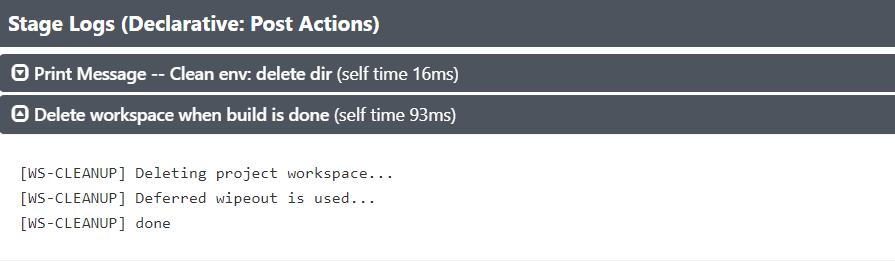 Stage Logs (Declarative: Post Actions)
Print Message -- Clean env: delete dir (self time 16ms)
Delete workspace when build is done (self time 93ms)
[WS-CLEANUP] Deleting project workspace...
[WS-CLEANUP] Deferred wipeout is used...
[WS-CLEANUP] done